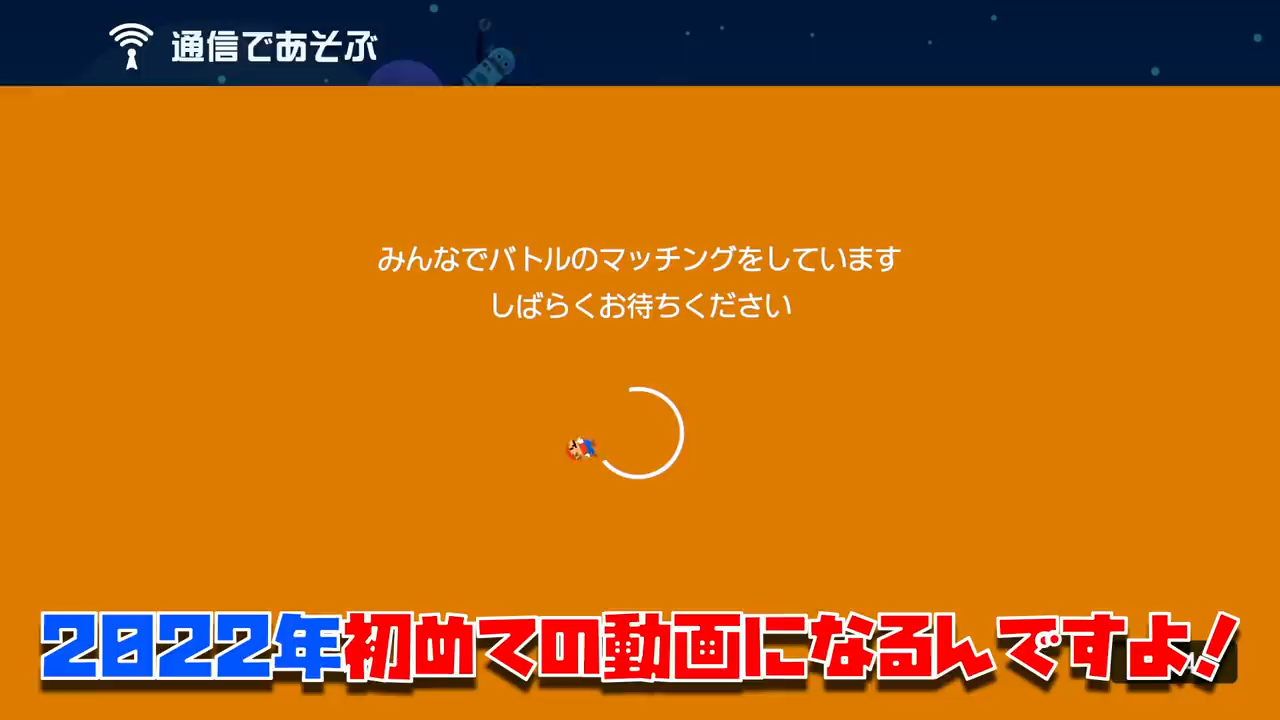 通信であそぶ
みんなでバトルのマッチングをしています
しばらくお待ちください
2022年初めての動画になるんですよ！